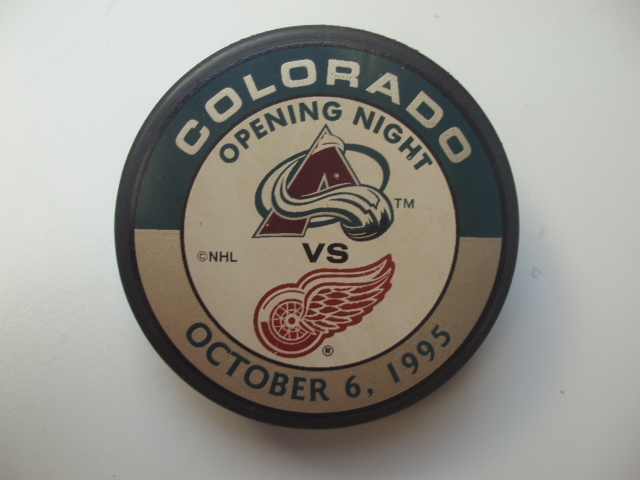 COLORADO
OPENING NIGHT
A
TM
VS
©NHL
®
OCTOBER 6, 1995